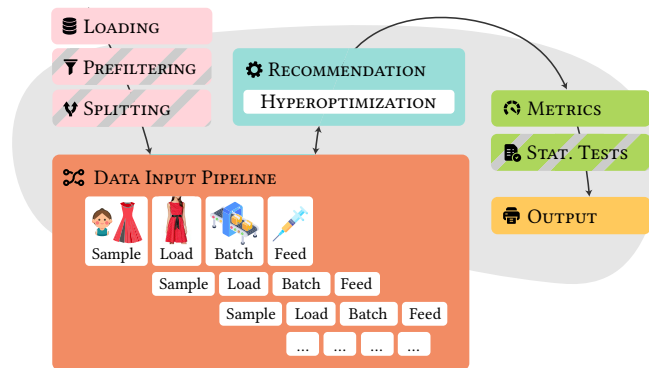 LOADING
PREFILTERING
SPLITTING
RECOMMENDATION
HYPEROPTIMIZATION
METRICS
STAT. TESTS
OUTPUT
DATA INPUT PIPELINE
Sample Load Batch Feed
Sample Load Batch Feed
Sample Load Batch Feed
... ... ... ...